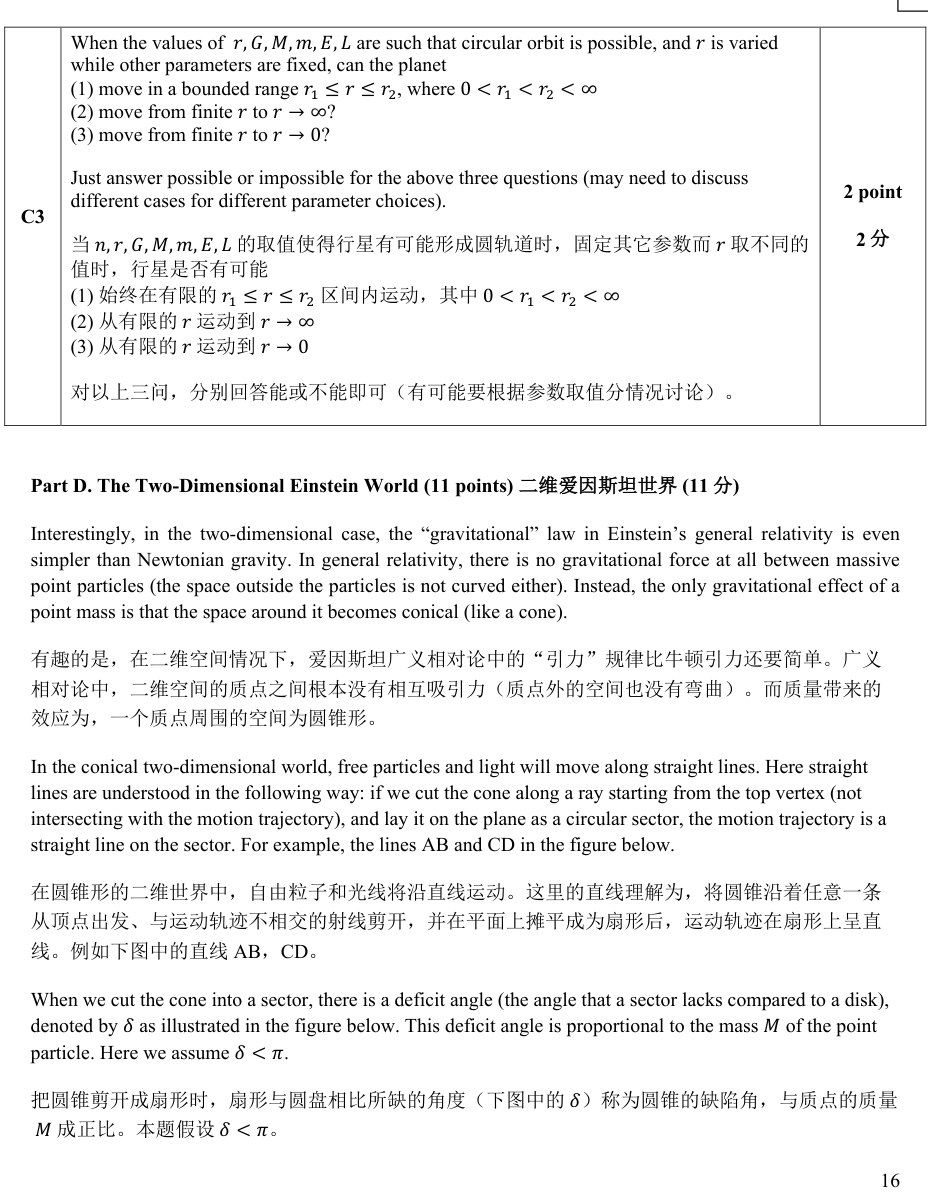 C3
When the values of r, G, M, m, E, L are such that circular orbit is possible, and r is varied
while other parameters are fixed, can the planet
(1) move in a bounded range r₁ ≤ r ≤ r₂, where 0 < r₁ < r₂ < ∞
(2) move from finite r to r → ∞?
(3) move from finite r to r → 0?
Just answer possible or impossible for the above three questions (may need to discuss
different cases for different parameter choices).
当 n, r, G, M, m, E, L 的取值使得行星有可能形成圆轨道时，固定其它参数而 r 取不同的
值时，行星是否有可能
(1) 始终在有限的 r₁ ≤ r ≤ r₂ 区间内运动，其中 0 < r₁ < r₂ < ∞
(2) 从有限的 r 运动到 r → ∞
(3) 从有限的 r 运动到 r → 0
对以上三问，分别回答能或不能即可（有可能要根据参数取值分情况讨论）。
2 point
2 分
Part D. The Two-Dimensional Einstein World (11 points) 二维爱因斯坦世界 (11 分)
Interestingly, in the two-dimensional case, the “gravitational” law in Einstein’s general relativity is even
simpler than Newtonian gravity. In general relativity, there is no gravitational force at all between massive
point particles (the space outside the particles is not curved either). Instead, the only gravitational effect of a
point mass is that the space around it becomes conical (like a cone).
有趣的是，在二维空间情况下，爱因斯坦广义相对论中的“引力”规律比牛顿引力还要简单。广义
相对论中，二维空间的质点之间根本没有相互吸引力（质点外的空间也没有弯曲）。而质量带来的
效应为，一个质点周围的空间为圆锥形。
In the conical two-dimensional world, free particles and light will move along straight lines. Here straight
lines are understood in the following way: if we cut the cone along a ray starting from the top vertex (not
intersecting with the motion trajectory), and lay it on the plane as a circular sector, the motion trajectory is a
straight line on the sector. For example, the lines AB and CD in the figure below.
在圆锥形的二维世界中，自由粒子和光线将沿直线运动。这里的直线理解为，将圆锥沿着任意一条
从顶点出发、与运动轨迹不相交的射线剪开，并在平面上摊平成为扇形后，运动轨迹在扇形上呈直
线。例如下图中的直线 AB，CD。
When we cut the cone into a sector, there is a deficit angle (the angle that a sector lacks compared to a disk),
denoted by δ as illustrated in the figure below. This deficit angle is proportional to the mass M of the point
particle. Here we assume δ < π.
把圆锥剪开成扇形时，扇形与圆盘相比所缺的角度（下图中的 δ）称为圆锥的缺陷角，与质点的质量
M 成正比。本题假设 δ < π。
16